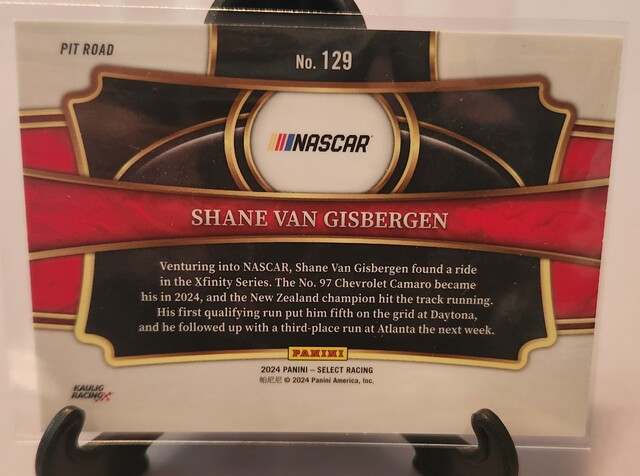 PIT ROAD
No. 129
NASCAR
SHANE VAN GISBERGEN
Venturing into NASCAR, Shane Van Gisbergen found a ride
in the Xfinity Series. The No. 97 Chevrolet Camaro became
his in 2024, and the New Zealand champion hit the track running.
His first qualifying run put him fifth on the grid at Daytona,
and he followed up with a third-place run at Atlanta the next week.
PANINI
2024 PANINI – SELECT RACING
帕尼尼 © 2024 Panini America, Inc.
KAULIG
RACING